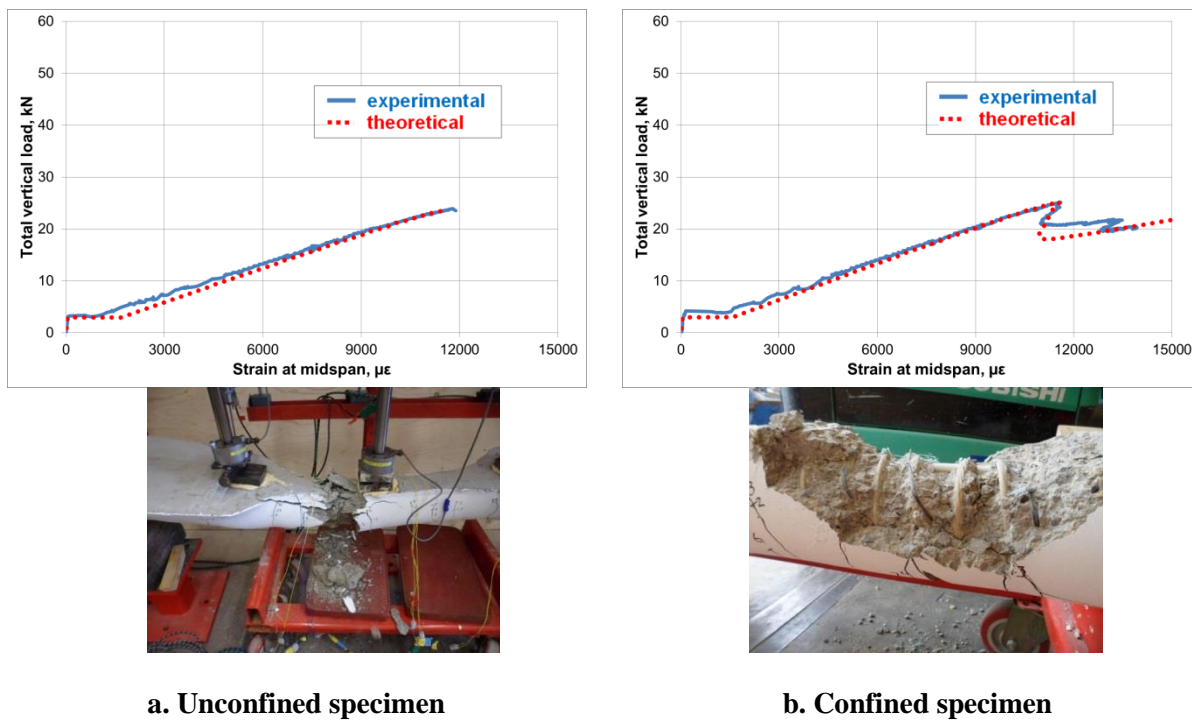 60
50
40
30
20
10
0
Total vertical load, kN
experimental
theoretical
0 3000 6000 9000 12000 15000
Strain at midspan, µε
60
50
40
30
20
10
0
Total vertical load, kN
experimental
theoretical
0 3000 6000 9000 12000 15000
Strain at midspan, µε
a. Unconfined specimen
b. Confined specimen